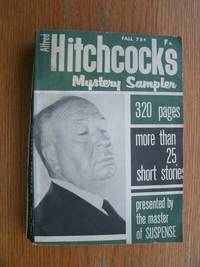 FALL 75¢
Alfred
Hitchcock's
Mystery Sampler
320 pages
more than
25
short stories
presented by
the master
of SUSPENSE